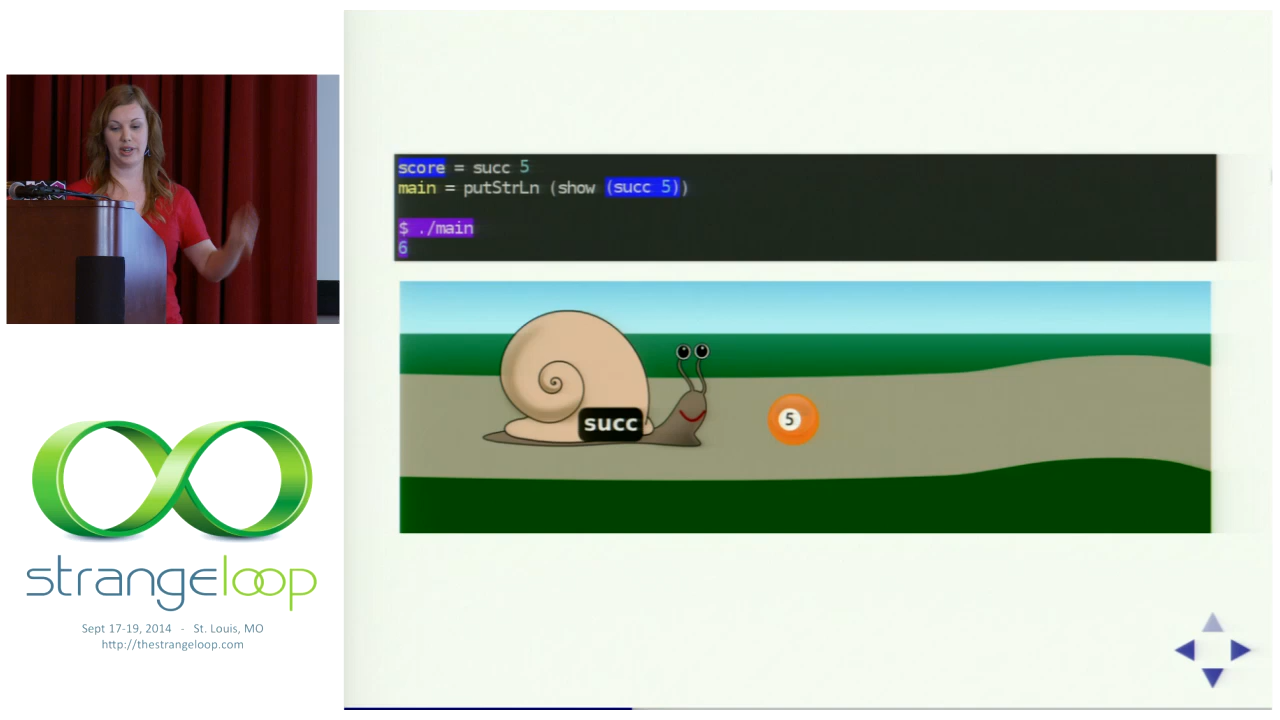 score = succ 5
main = putStrLn (show (succ 5))
$ ./main
6
succ
5
strangeloop
Sept 17-19, 2014 - St. Louis, MO
http://thestrangeloop.com